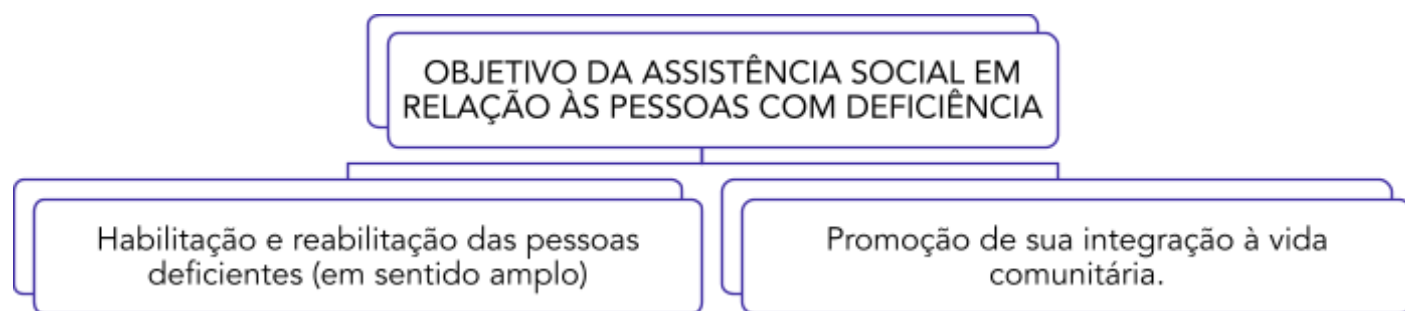 OBJETIVO DA ASSISTÊNCIA SOCIAL EM
RELAÇÃO ÀS PESSOAS COM DEFICIÊNCIA
Habilitação e reabilitação das pessoas
deficientes (em sentido amplo)
Promoção de sua integração à vida
comunitária.